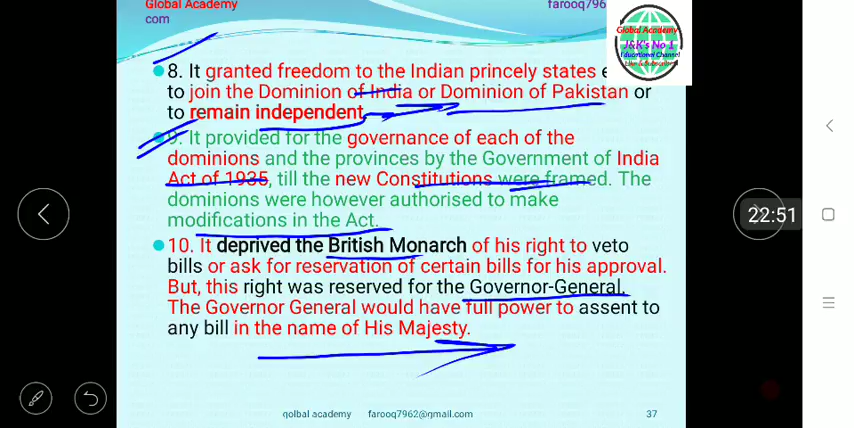 Global Academy
farooq796
com
Global Academy
J&K's No 1
Educational Channel
Like & Subscribe
8. It granted freedom to the Indian princely states e
to join the Dominion of India or Dominion of Pakistan or
to remain independent
9. It provided for the governance of each of the
dominions and the provinces by the Government of India
Act of 1935, till the new Constitutions were framed. The
dominions were however authorised to make
modifications in the Act.
10. It deprived the British Monarch of his right to veto
bills or ask for reservation of certain bills for his approval.
But, this right was reserved for the Governor-General.
The Governor General would have full power to assent to
any bill in the name of His Majesty.
22:51
golbal academy farooq7962@gmail.com 37